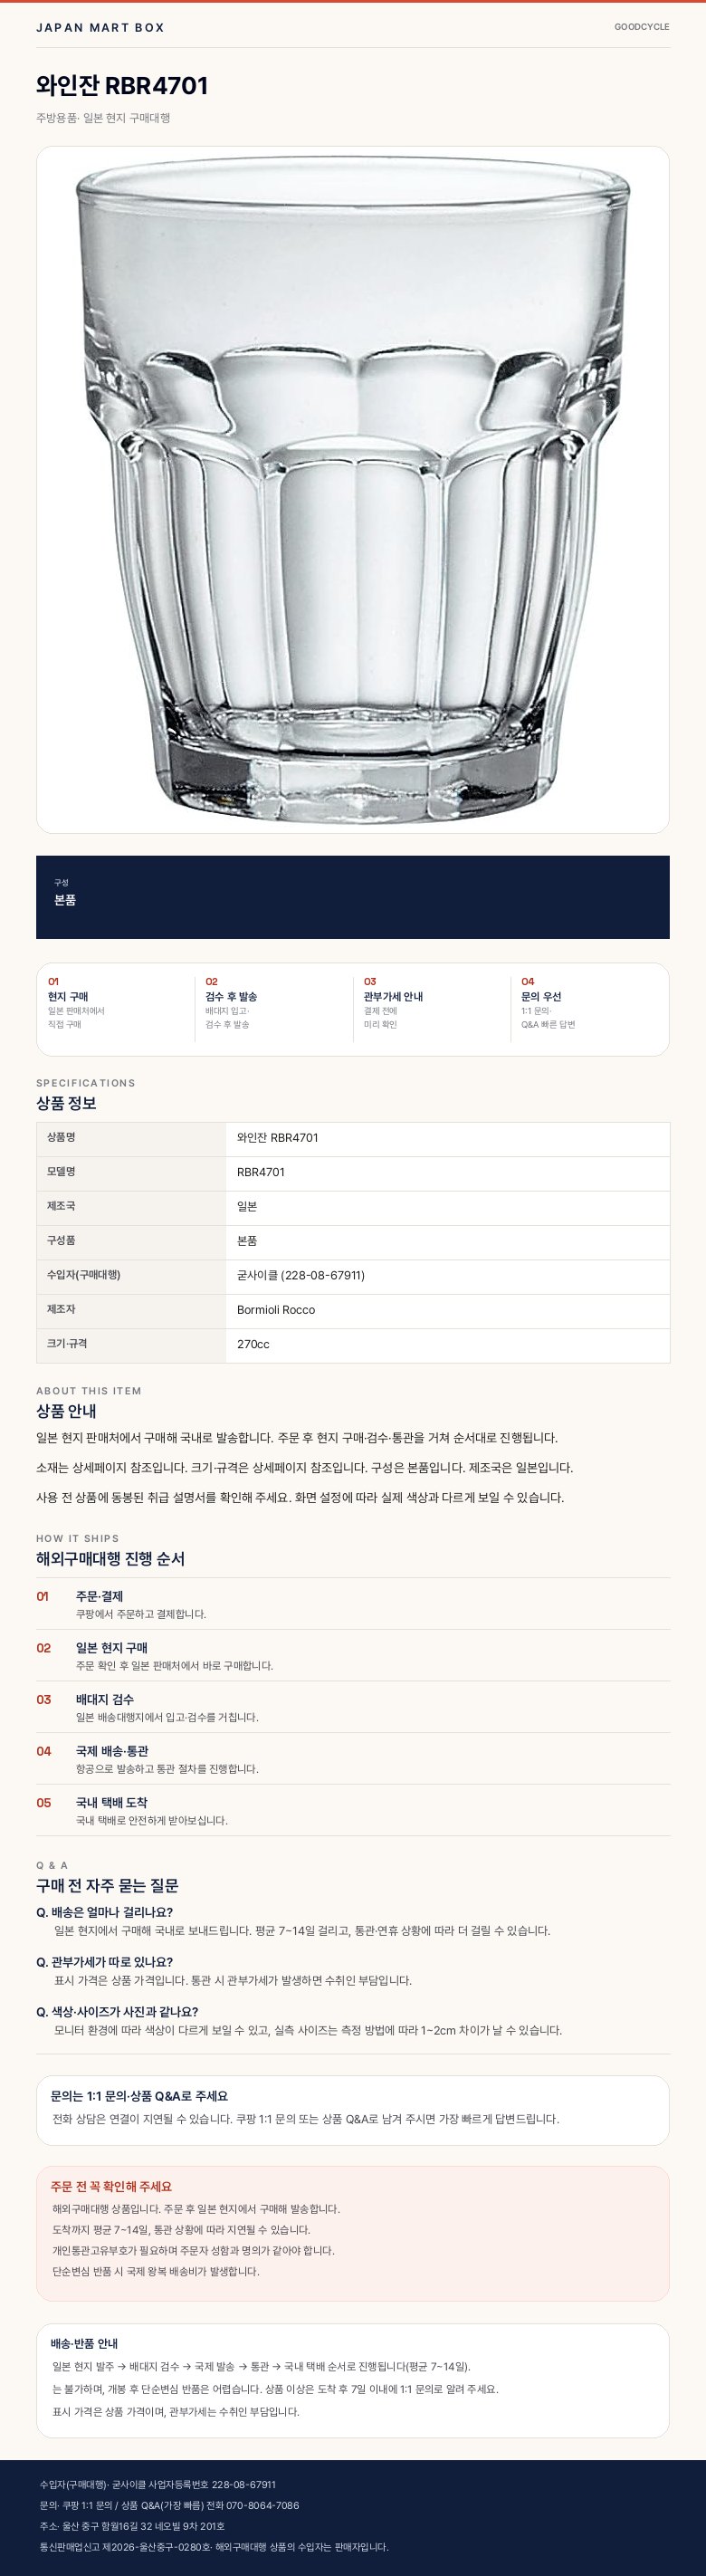 JAPAN MART BOX
GOODCYCLE
와인잔 RBR4701
주방용품· 일본 현지 구매대행
구성
본품
01
현지 구매
일본 판매처에서
직접 구매
02
검수 후 발송
배대지 입고·
검수 후 발송
03
관부가세 안내
결제 전에
미리 확인
04
문의 우선
1:1 문의·
Q&A 빠른 답변
SPECIFICATIONS
상품 정보
상품명 와인잔 RBR4701
모델명 RBR4701
제조국 일본
구성품 본품
수입자(구매대행) 굳사이클 (228-08-67911)
제조자 Bormioli Rocco
크기·규격 270cc
ABOUT THIS ITEM
상품 안내
일본 현지 판매처에서 구매해 국내로 발송합니다. 주문 후 현지 구매·검수·통관을 거쳐 순서대로 진행됩니다.
소재는 상세페이지 참조입니다. 크기·규격은 상세페이지 참조입니다. 구성은 본품입니다. 제조국은 일본입니다.
사용 전 상품에 동봉된 취급 설명서를 확인해 주세요. 화면 설정에 따라 실제 색상과 다르게 보일 수 있습니다.
HOW IT SHIPS
해외구매대행 진행 순서
01 주문·결제
쿠팡에서 주문하고 결제합니다.
02 일본 현지 구매
주문 확인 후 일본 판매처에서 바로 구매합니다.
03 배대지 검수
일본 배송대행지에서 입고·검수를 거칩니다.
04 국제 배송·통관
항공으로 발송하고 통관 절차를 진행합니다.
05 국내 택배 도착
국내 택배로 안전하게 받아보십니다.
Q & A
구매 전 자주 묻는 질문
Q. 배송은 얼마나 걸리나요?
일본 현지에서 구매해 국내로 보내드립니다. 평균 7~14일 걸리고, 통관·연휴 상황에 따라 더 걸릴 수 있습니다.
Q. 관부가세가 따로 있나요?
표시 가격은 상품 가격입니다. 통관 시 관부가세가 발생하면 수취인 부담입니다.
Q. 색상·사이즈가 사진과 같나요?
모니터 환경에 따라 색상이 다르게 보일 수 있고, 실측 사이즈는 측정 방법에 따라 1~2cm 차이가 날 수 있습니다.
문의는 1:1 문의·상품 Q&A로 주세요
전화 상담은 연결이 지연될 수 있습니다. 쿠팡 1:1 문의 또는 상품 Q&A로 남겨 주시면 가장 빠르게 답변드립니다.
주문 전 꼭 확인해 주세요
해외구매대행 상품입니다. 주문 후 일본 현지에서 구매해 발송합니다.
도착까지 평균 7~14일, 통관 상황에 따라 지연될 수 있습니다.
개인통관고유부호가 필요하며 주문자 성함과 명의가 같아야 합니다.
단순변심 반품 시 국제 왕복 배송비가 발생합니다.
배송·반품 안내
일본 현지 발주 → 배대지 검수 → 국제 발송 → 통관 → 국내 택배 순서로 진행됩니다(평균 7~14일).
는 불가하며, 개봉 후 단순변심 반품은 어렵습니다. 상품 이상은 도착 후 7일 이내에 1:1 문의로 알려 주세요.
표시 가격은 상품 가격이며, 관부가세는 수취인 부담입니다.
수입자(구매대행)· 굳사이클 사업자등록번호 228-08-67911
문의· 쿠팡 1:1 문의 / 상품 Q&A(가장 빠름) 전화 070-8064-7086
주소· 울산 중구 함월16길 32 네오빌 9차 201호
통신판매업신고 제2026-울산중구-0280호· 해외구매대행 상품의 수입자는 판매자입니다.